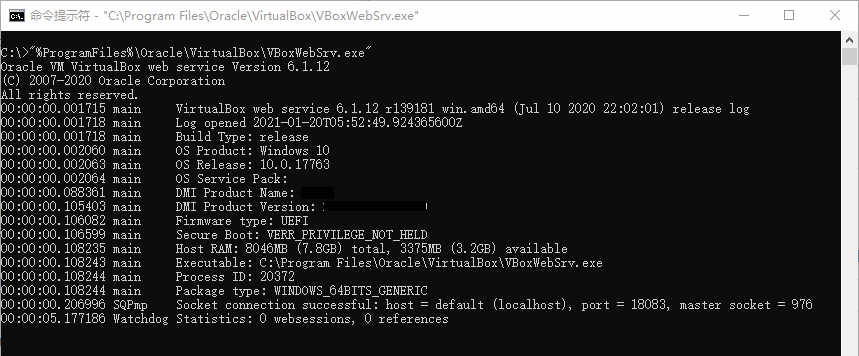 命令提示符 - "C:\Program Files\Oracle\VirtualBox\VBoxWebSrv.exe"
C:\>"%ProgramFiles%\Oracle\VirtualBox\VBoxWebSrv.exe"
Oracle VM VirtualBox web service Version 6.1.12
(C) 2007-2020 Oracle Corporation
All rights reserved.
00:00:00.001715 main     VirtualBox web service 6.1.12 r139181 win.amd64 (Jul 10 2020 22:02:01) release log
00:00:00.001718 main     Log opened 2021-01-20T05:52:49.924365600Z
00:00:00.001718 main     Build Type: release
00:00:00.002060 main     OS Product: Windows 10
00:00:00.002063 main     OS Release: 10.0.17763
00:00:00.002064 main     OS Service Pack:
00:00:00.088361 main     DMI Product Name:
00:00:00.105403 main     DMI Product Version:
00:00:00.106082 main     Firmware type: UEFI
00:00:00.106599 main     Secure Boot: VERR_PRIVILEGE_NOT_HELD
00:00:00.108235 main     Host RAM: 8046MB (7.8GB) total, 3375MB (3.2GB) available
00:00:00.108243 main     Executable: C:\Program Files\Oracle\VirtualBox\VBoxWebSrv.exe
00:00:00.108244 main     Process ID: 20372
00:00:00.108244 main     Package type: WINDOWS_64BITS_GENERIC
00:00:00.206996 SQPmp    Socket connection successful: host = default (localhost), port = 18083, master socket = 976
00:00:05.177186 Watchdog Statistics: 0 websessions, 0 references